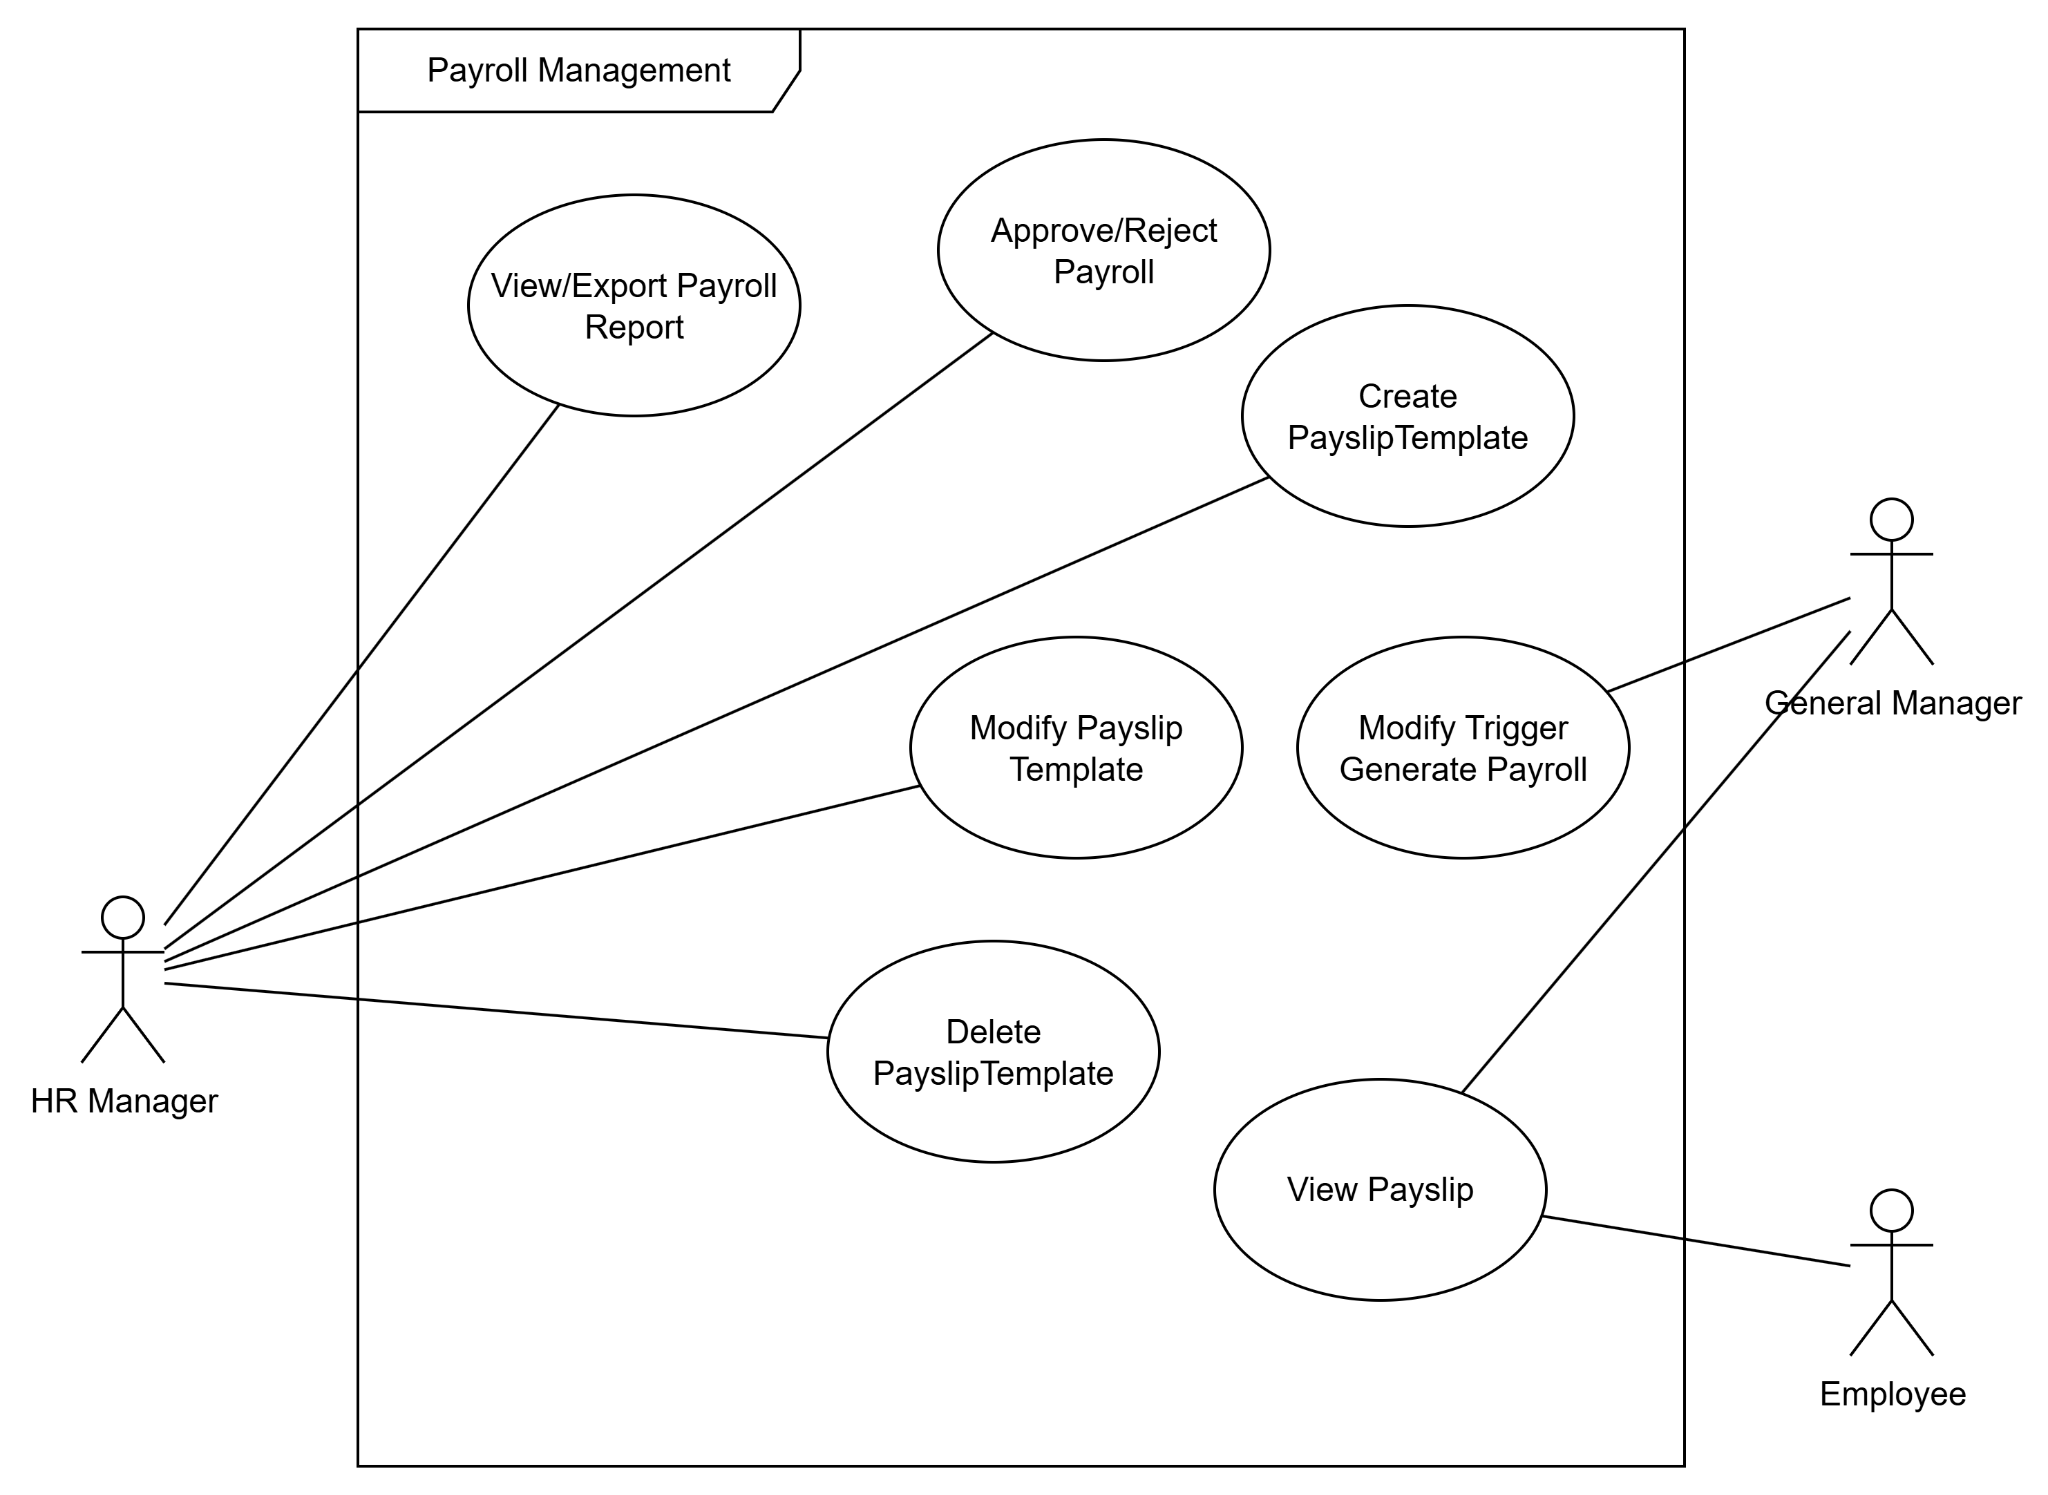 Payroll Management
View/Export Payroll
Report
Approve/Reject
Payroll
Create
PayslipTemplate
General Manager
Modify Payslip
Template
Modify Trigger
Generate Payroll
HR Manager
Delete
PayslipTemplate
View Payslip
Employee